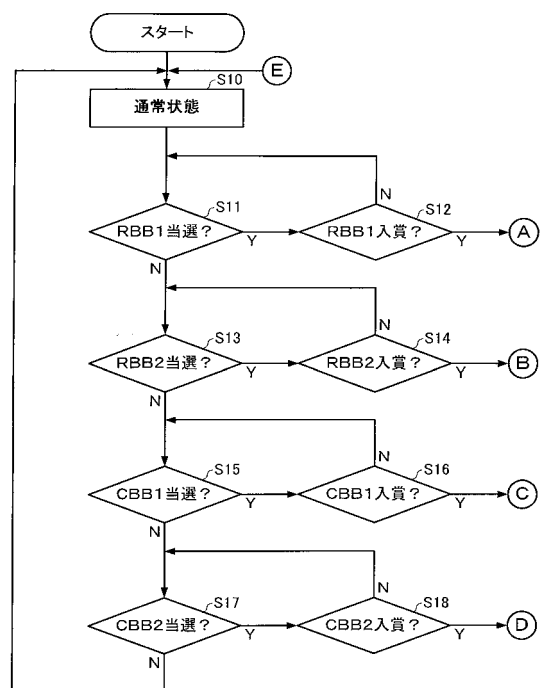 スタート
E
S10
通常状態
N
S11
S12
RBB1当選？
Y
RBB1入賞？
Y
A
N
N
S13
S14
RBB2当選？
Y
RBB2入賞？
Y
B
N
N
S15
S16
CBB1当選？
Y
CBB1入賞？
Y
C
N
N
S17
S18
CBB2当選？
Y
CBB2入賞？
Y
D
N